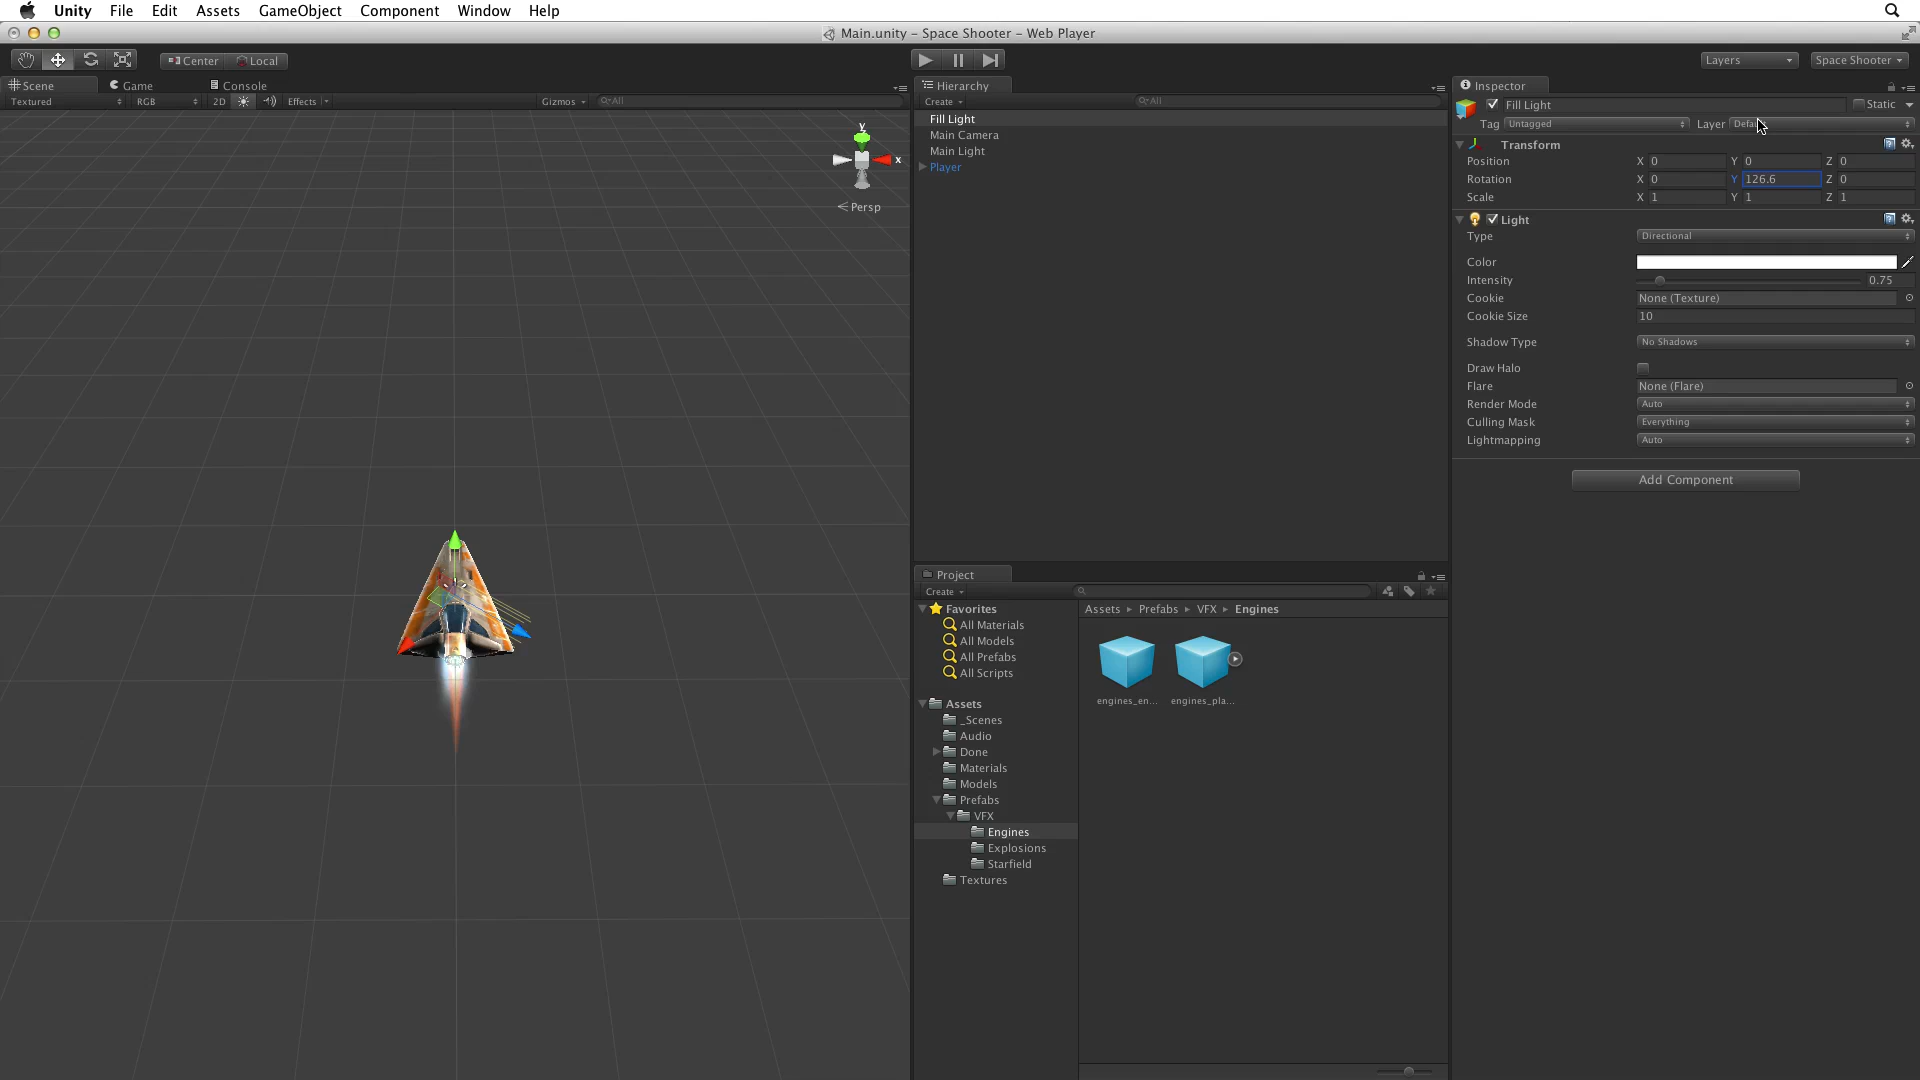 Unity File Edit Assets GameObject Component Window Help
Main.unity – Space Shooter – Web Player
Center Local
Layers Space Shooter
Scene Game Console
Textured RGB 2D Effects Gizmos All
y
x
Persp
Hierarchy
Create All
Fill Light
Main Camera
Main Light
Player
Project
Create
Favorites
All Materials
All Models
All Prefabs
All Scripts
Assets
_Scenes
Audio
Done
Materials
Models
Prefabs
VFX
Engines
Explosions
Starfield
Textures
Assets ▸ Prefabs ▸ VFX ▸ Engines
engines_en... engines_pla...
Inspector
Fill Light Static
Tag Untagged Layer
Transform
Position X 0 Y 0 Z 0
Rotation X 0 Y 126.6 Z 0
Scale X 1 Y 1 Z 1
Light
Type Directional
Color
Intensity 0.75
Cookie None (Texture)
Cookie Size 10
Shadow Type No Shadows
Draw Halo
Flare None (Flare)
Render Mode Auto
Culling Mask Everything
Lightmapping Auto
Add Component